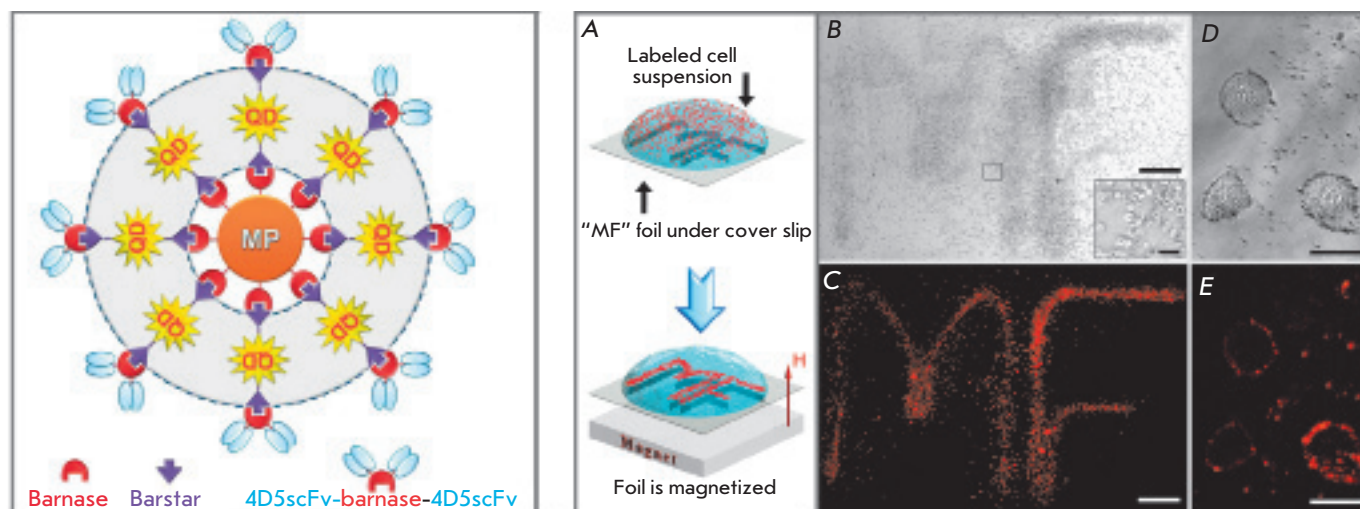 QD
QD
QD
QD
QD
QD
QD
QD
MP
Barnase
Barstar
4D5scFv-barnase-4D5scFv
A
Labeled cell
suspension
"MF" foil under cover slip
H
Magnet
Foil is magnetized
B
C
D
E